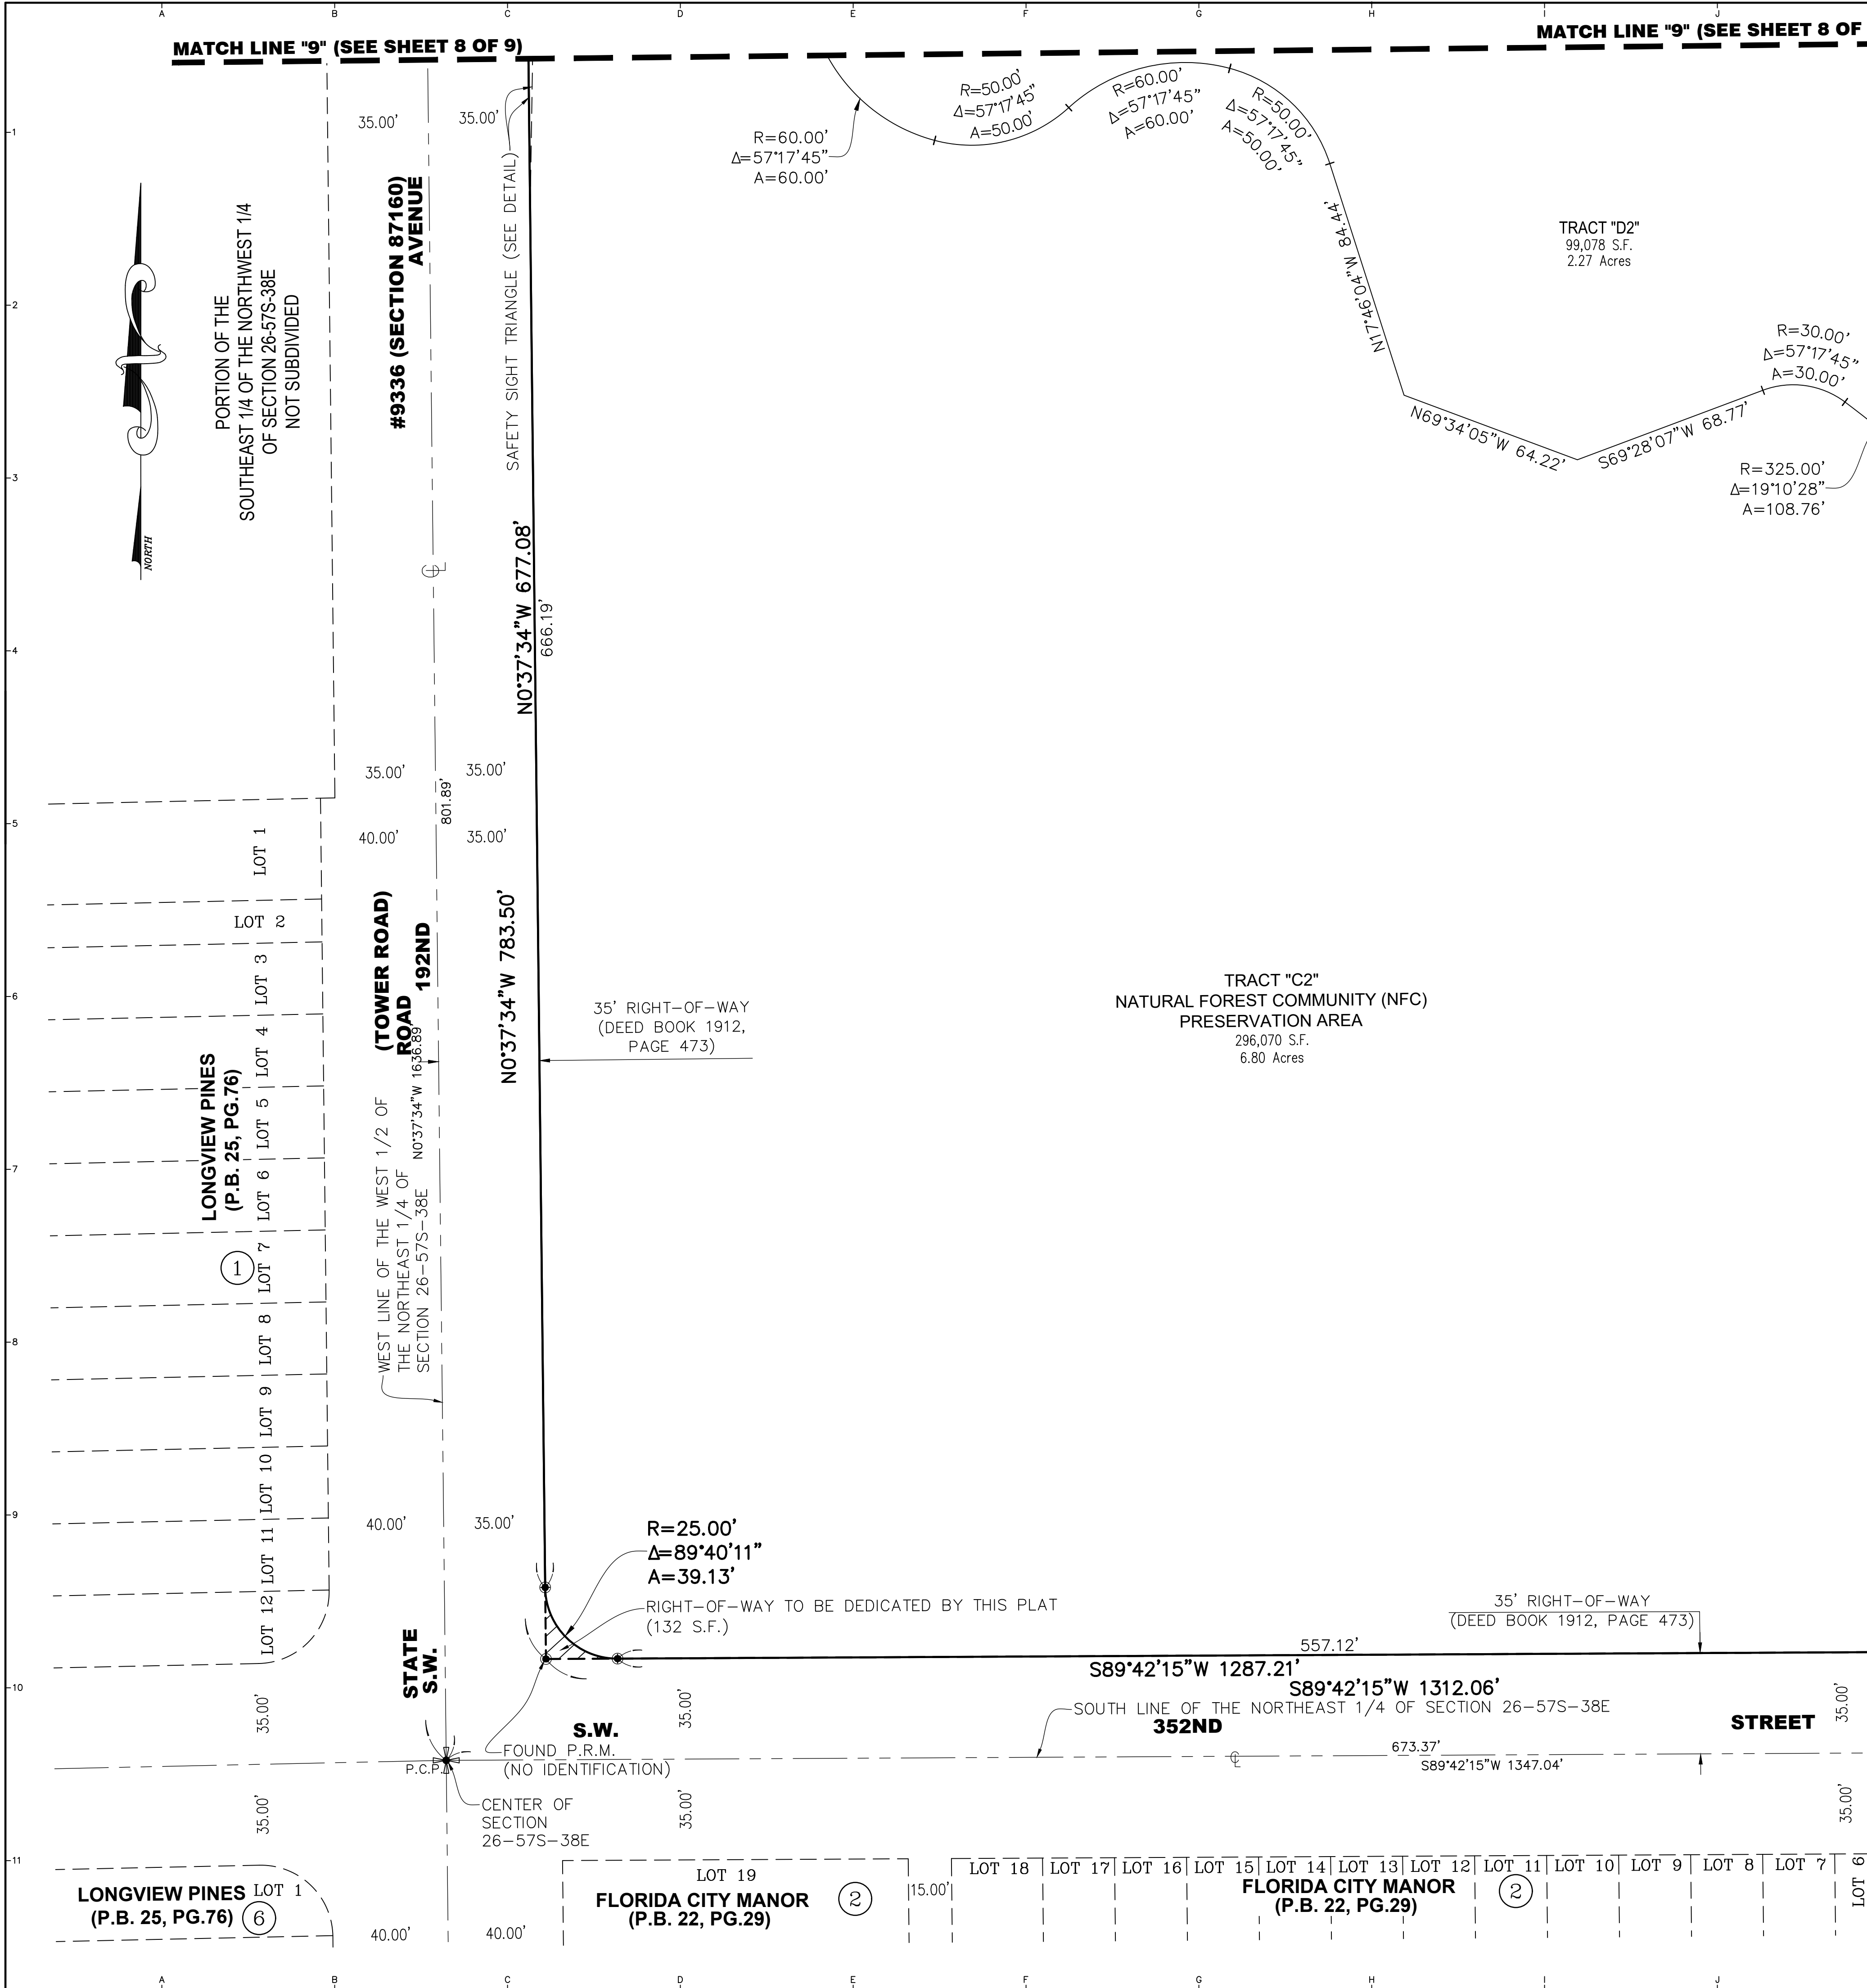 A B C D E F G H I J
MATCH LINE "9" (SEE SHEET 8 OF 9)
MATCH LINE "9" (SEE SHEET 8 OF
1
2
3
4
5
6
7
8
9
10
11
35.00'
35.00'
SAFETY SIGHT TRIANGLE (SEE DETAIL)
#9336 (SECTION 87160)
AVENUE
PORTION OF THE
SOUTHEAST 1/4 OF THE NORTHWEST 1/4
OF SECTION 26-57S-38E
NOT SUBDIVIDED
NORTH
R=60.00'
Δ=57°17'45"
A=60.00'
R=50.00'
Δ=57°17'45"
A=50.00'
R=60.00'
Δ=57°17'45"
A=60.00'
R=50.00'
Δ=57°17'45"
A=50.00'
N17°46'04"W 84.44'
TRACT "D2"
99,078 S.F.
2.27 Acres
N69°34'05"W 64.22'
S69°28'07"W 68.77'
R=30.00'
Δ=57°17'45"
A=30.00'
R=325.00'
Δ=19°10'28"
A=108.76'
N0°37'34"W 677.08'
666.19'
35.00'
35.00'
801.89'
40.00'
35.00'
LOT 1
LOT 2
LOT 3
LOT 4
LOT 5
LOT 6
LOT 7
LOT 8
LOT 9
LOT 10
LOT 11
LOT 12
LONGVIEW PINES
(P.B. 25, PG.76)
1
(TOWER ROAD)
ROAD
192ND
N0°37'34"W 1636.89'
N0°37'34"W 783.50'
WEST LINE OF THE WEST 1/2 OF
THE NORTHEAST 1/4 OF
SECTION 26-57S-38E
35' RIGHT-OF-WAY
(DEED BOOK 1912,
PAGE 473)
TRACT "C2"
NATURAL FOREST COMMUNITY (NFC)
PRESERVATION AREA
296,070 S.F.
6.80 Acres
40.00'
35.00'
R=25.00'
Δ=89°40'11"
A=39.13'
RIGHT-OF-WAY TO BE DEDICATED BY THIS PLAT
(132 S.F.)
35' RIGHT-OF-WAY
(DEED BOOK 1912, PAGE 473)
557.12'
S89°42'15"W 1287.21'
S89°42'15"W 1312.06'
SOUTH LINE OF THE NORTHEAST 1/4 OF SECTION 26-57S-38E
STATE
S.W.
S.W.
352ND
STREET
35.00'
35.00'
35.00'
FOUND P.R.M.
(NO IDENTIFICATION)
P.C.P.
673.37'
S89°42'15"W 1347.04'
CENTER OF
SECTION
26-57S-38E
35.00'
35.00'
35.00'
LONGVIEW PINES
(P.B. 25, PG.76)
6
LOT 1
40.00'
40.00'
LOT 19
FLORIDA CITY MANOR
(P.B. 22, PG.29)
2
15.00'
LOT 18 LOT 17 LOT 16 LOT 15 LOT 14 LOT 13 LOT 12 LOT 11 LOT 10 LOT 9 LOT 8 LOT 7
LOT 6
FLORIDA CITY MANOR
(P.B. 22, PG.29)
2
A B C D E F G H I J